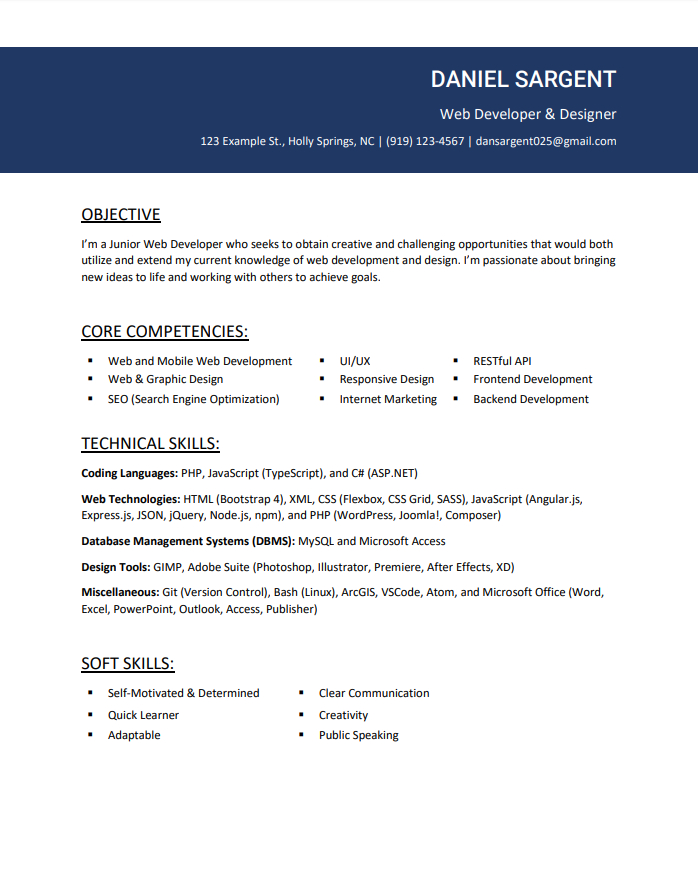 DANIEL SARGENT
Web Developer & Designer
123 Example St., Holly Springs, NC | (919) 123-4567 | dansargent025@gmail.com
OBJECTIVE
I’m a Junior Web Developer who seeks to obtain creative and challenging opportunities that would both
utilize and extend my current knowledge of web development and design. I’m passionate about bringing
new ideas to life and working with others to achieve goals.
CORE COMPETENCIES:
▪ Web and Mobile Web Development ▪ UI/UX ▪ RESTful API
▪ Web & Graphic Design ▪ Responsive Design ▪ Frontend Development
▪ SEO (Search Engine Optimization) ▪ Internet Marketing ▪ Backend Development
TECHNICAL SKILLS:
Coding Languages: PHP, JavaScript (TypeScript), and C# (ASP.NET)
Web Technologies: HTML (Bootstrap 4), XML, CSS (Flexbox, CSS Grid, SASS), JavaScript (Angular.js,
Express.js, JSON, jQuery, Node.js, npm), and PHP (WordPress, Joomla!, Composer)
Database Management Systems (DBMS): MySQL and Microsoft Access
Design Tools: GIMP, Adobe Suite (Photoshop, Illustrator, Premiere, After Effects, XD)
Miscellaneous: Git (Version Control), Bash (Linux), ArcGIS, VSCode, Atom, and Microsoft Office (Word,
Excel, PowerPoint, Outlook, Access, Publisher)
SOFT SKILLS:
▪ Self-Motivated & Determined ▪ Clear Communication
▪ Quick Learner ▪ Creativity
▪ Adaptable ▪ Public Speaking